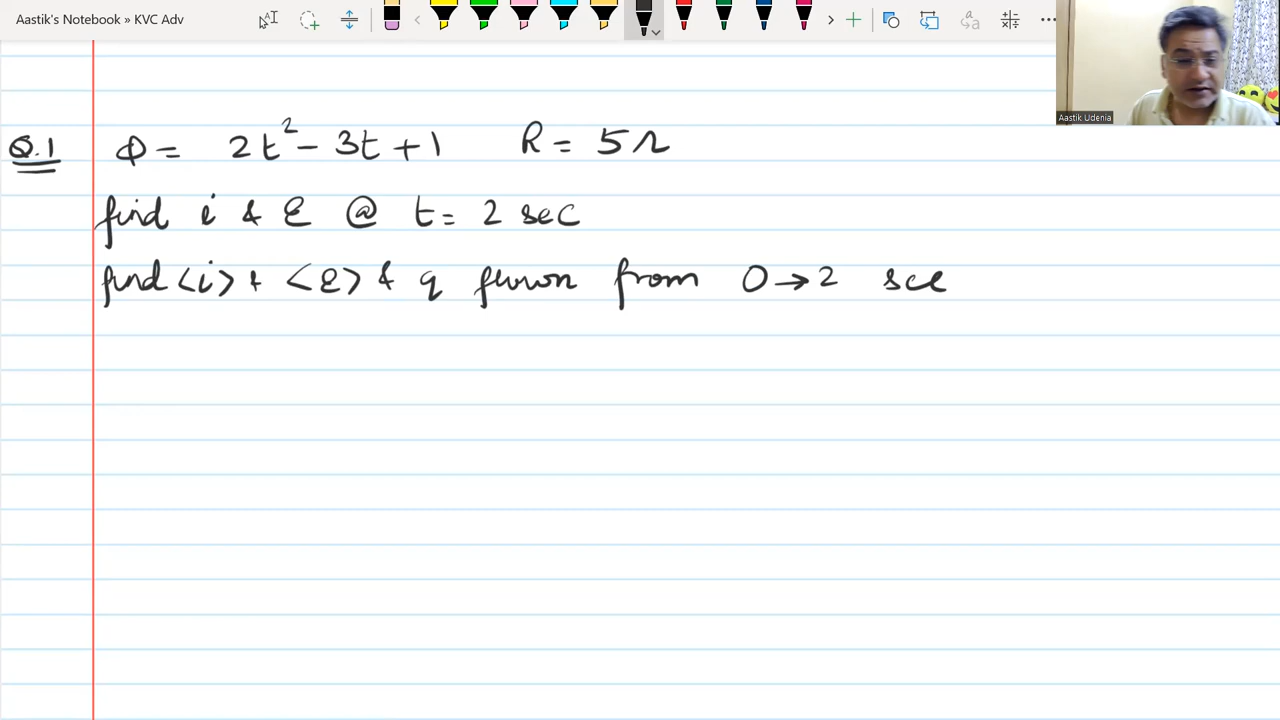 Aastik's Notebook » KVC Adv
Aastik Udenia
Q.1 Φ = 2t² - 3t + 1 R = 5Ω
find i & ε @ t = 2 sec
find <i> & <ε> & q flown from 0→2 sec